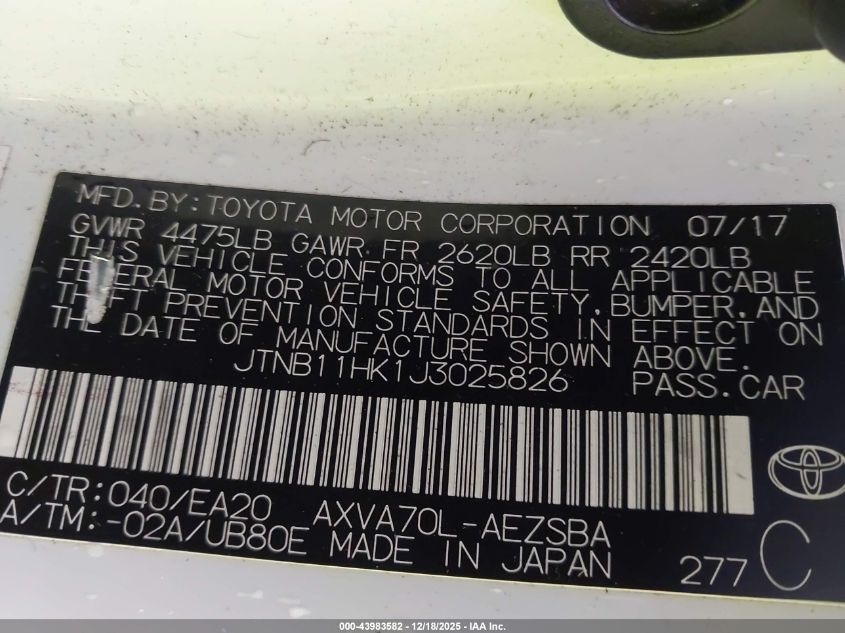 MFD. BY: TOYOTA MOTOR CORPORATION 07/17
GVWR 4475LB GAWR FR 2620LB RR 2420LB
THIS VEHICLE CONFORMS TO ALL APPLICABLE
FEDERAL MOTOR VEHICLE SAFETY, BUMPER, AND
THEFT PREVENTION STANDARDS IN EFFECT ON
THE DATE OF MANUFACTURE SHOWN ABOVE.
JTNB11HK1J3025826 PASS. CAR
C/TR: 040/EA20 AXVA70L-AEZSBA
A/TM: -02A/UB80E MADE IN JAPAN 277 C
000-43983582 | 12/18/2025 - IAA Inc.